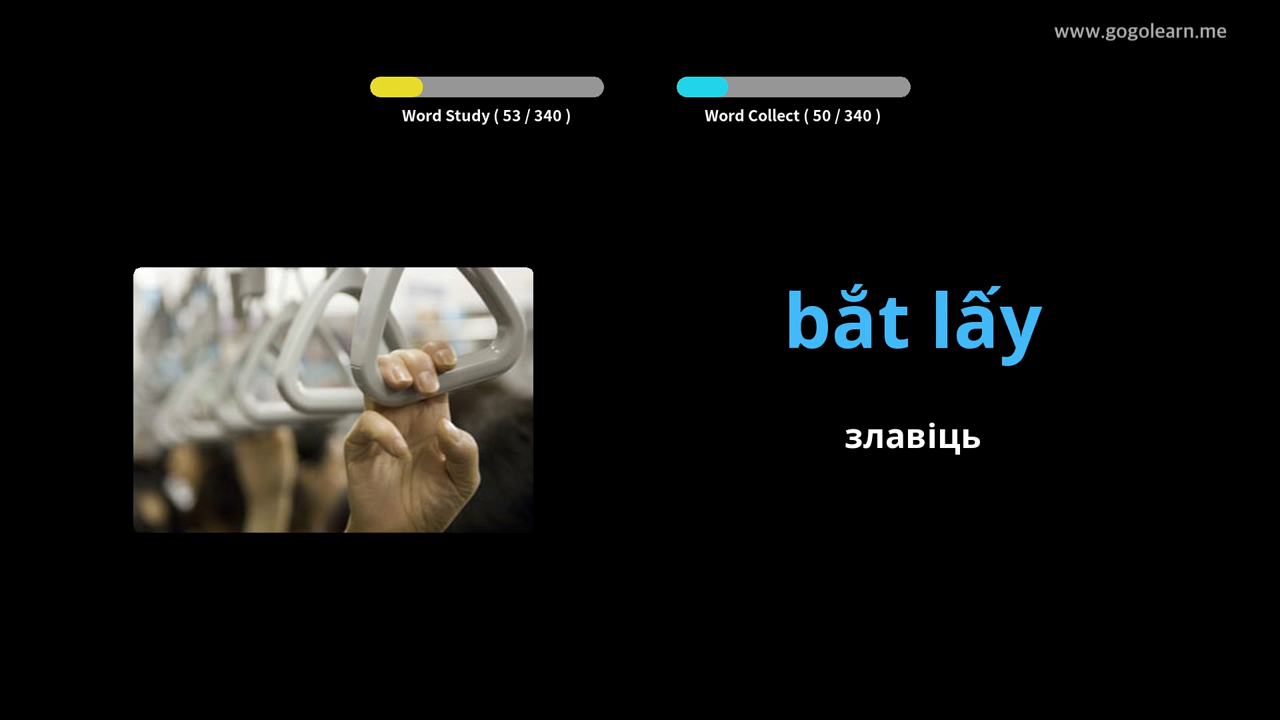 www.gogolearn.me
Word Study ( 53 / 340 )
Word Collect ( 50 / 340 )
bắt lấy
злавіць